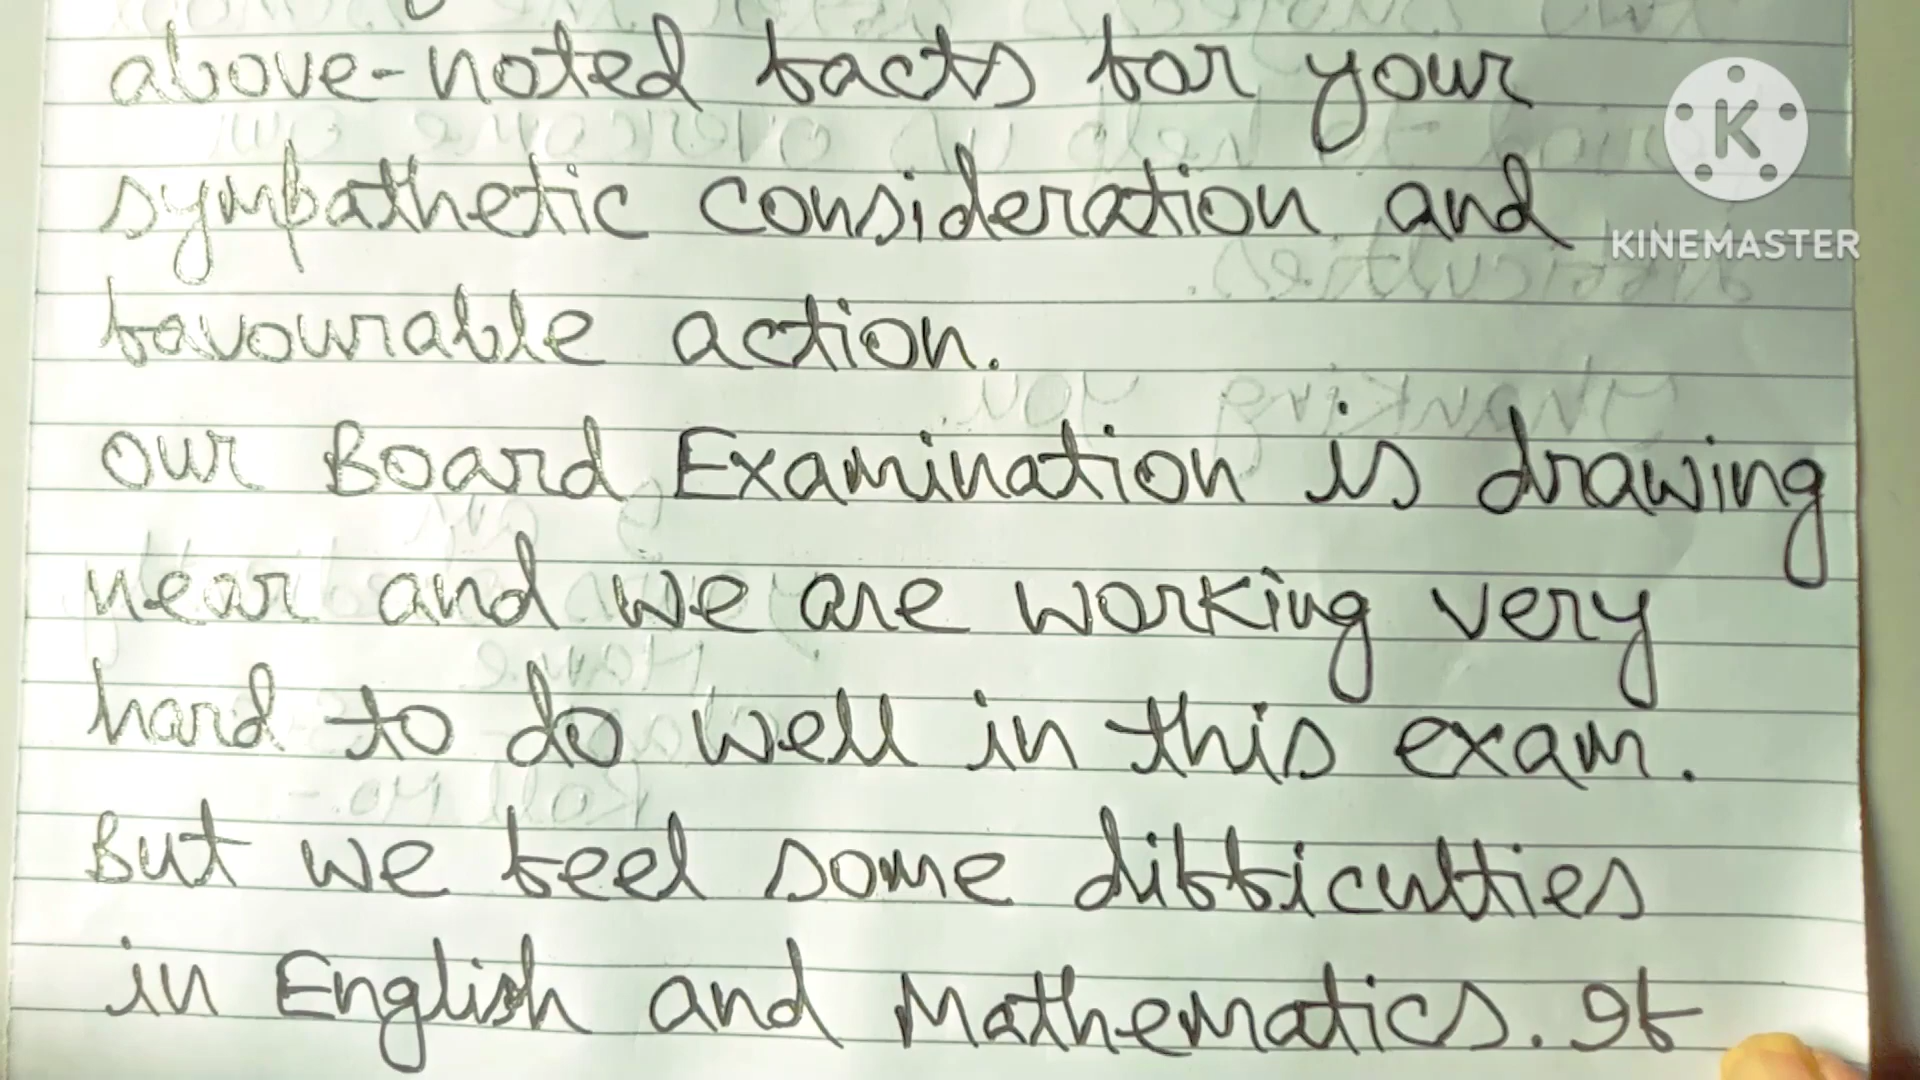 above-noted facts for your
sympathetic consideration and
favourable action.
our Board Examination is drawing
near and we are working very
hard to do well in this exam.
But we feel some difficulties
in English and Mathematics. If
K
KINEMASTER